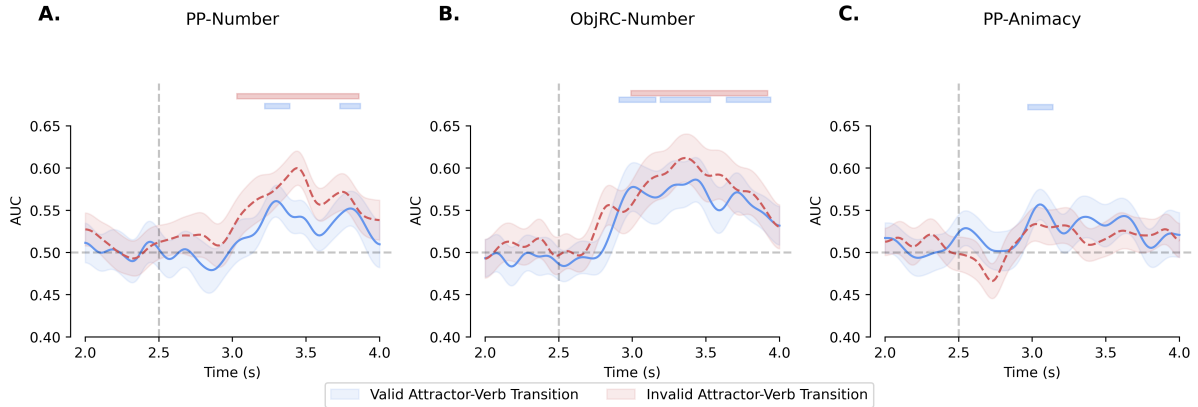 A.
PP-Number
B.
ObjRC-Number
C.
PP-Animacy
0.65
0.60
0.55
0.50
0.45
0.40
AUC
2.0 2.5 3.0 3.5 4.0
Time (s)
0.65
0.60
0.55
0.50
0.45
0.40
AUC
2.0 2.5 3.0 3.5 4.0
Time (s)
0.65
0.60
0.55
0.50
0.45
0.40
AUC
2.0 2.5 3.0 3.5 4.0
Time (s)
Valid Attractor-Verb Transition Invalid Attractor-Verb Transition